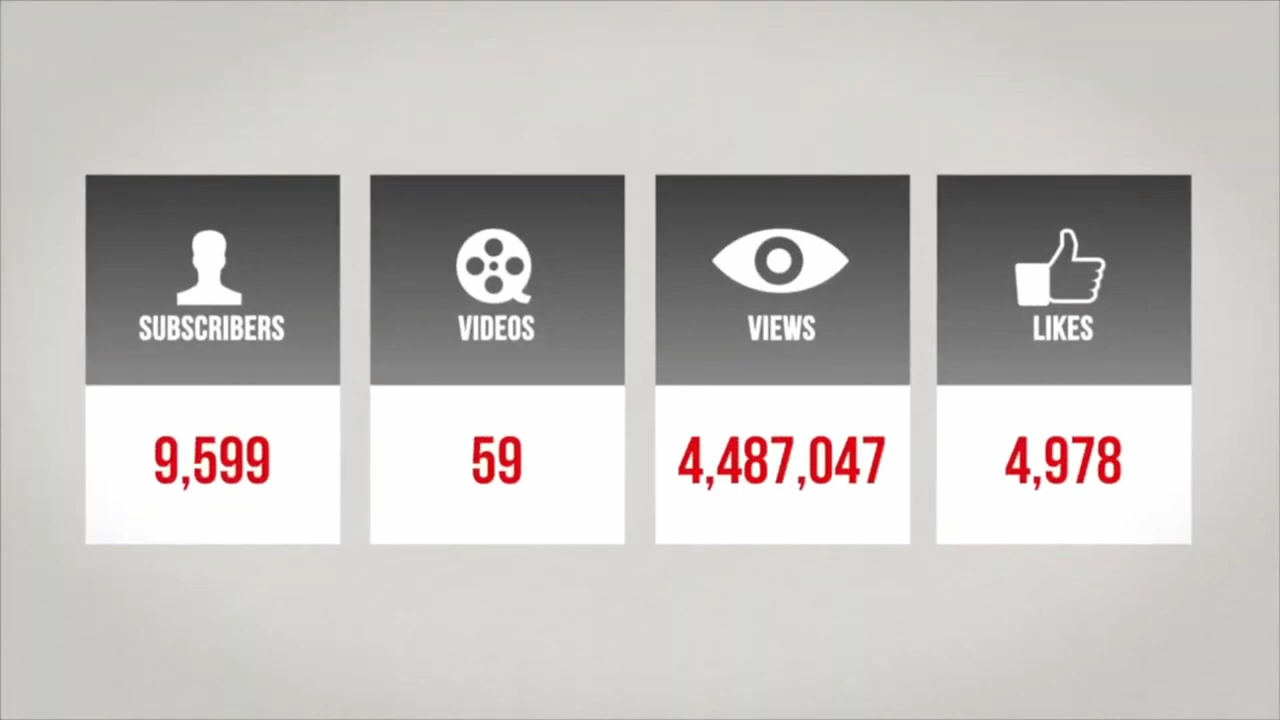 SUBSCRIBERS
9,599
VIDEOS
59
VIEWS
4,487,047
LIKES
4,978